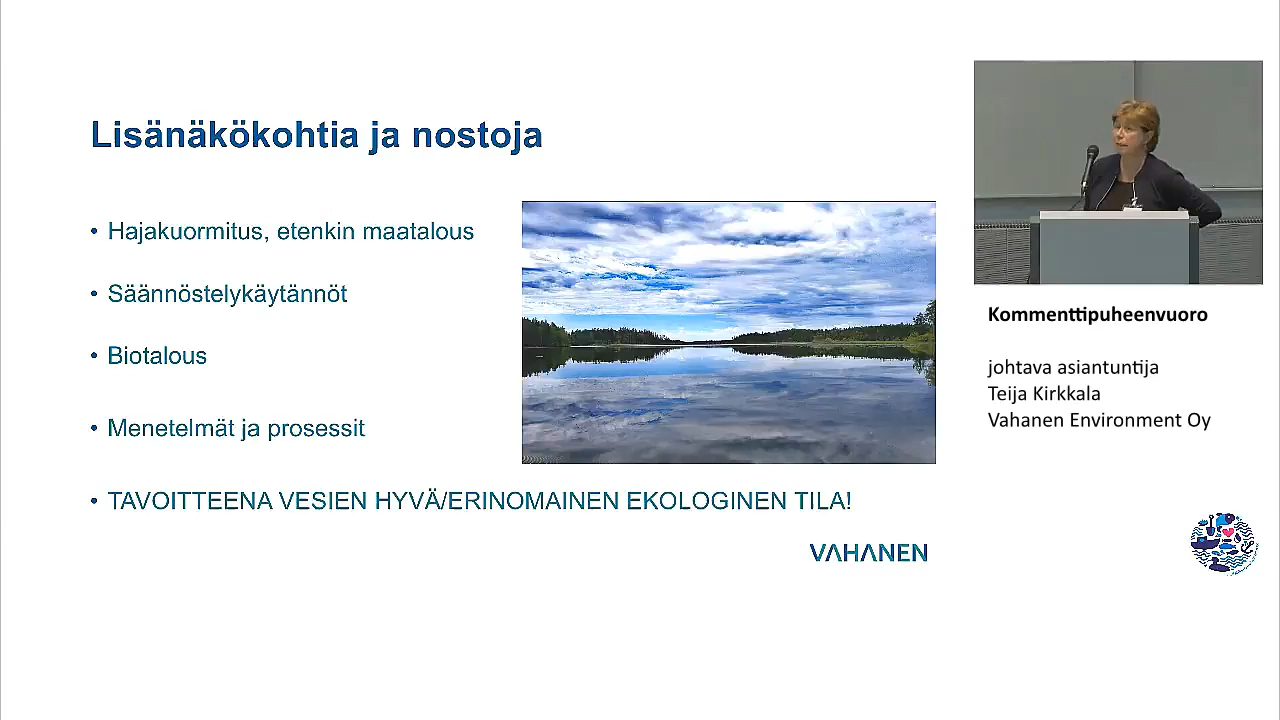 Lisänäkökohtia ja nostoja
• Hajakuormitus, etenkin maatalous
• Säännöstelykäytännöt
• Biotalous
• Menetelmät ja prosessit
• TAVOITTEENA VESIEN HYVÄ/ERINOMAINEN EKOLOGINEN TILA!
VAHANEN
Kommenttipuheenvuoro
johtava asiantuntija
Teija Kirkkala
Vahanen Environment Oy